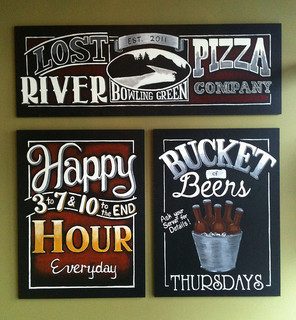 LOST EST. 2011 PIZZA
RIVER BOWLING GREEN COMPANY
Happy
3 to 7 & 10 to the END
HOUR
Everyday
BUCKET
of
Beers
Ask your
Server for
Details!
THURSDAYS